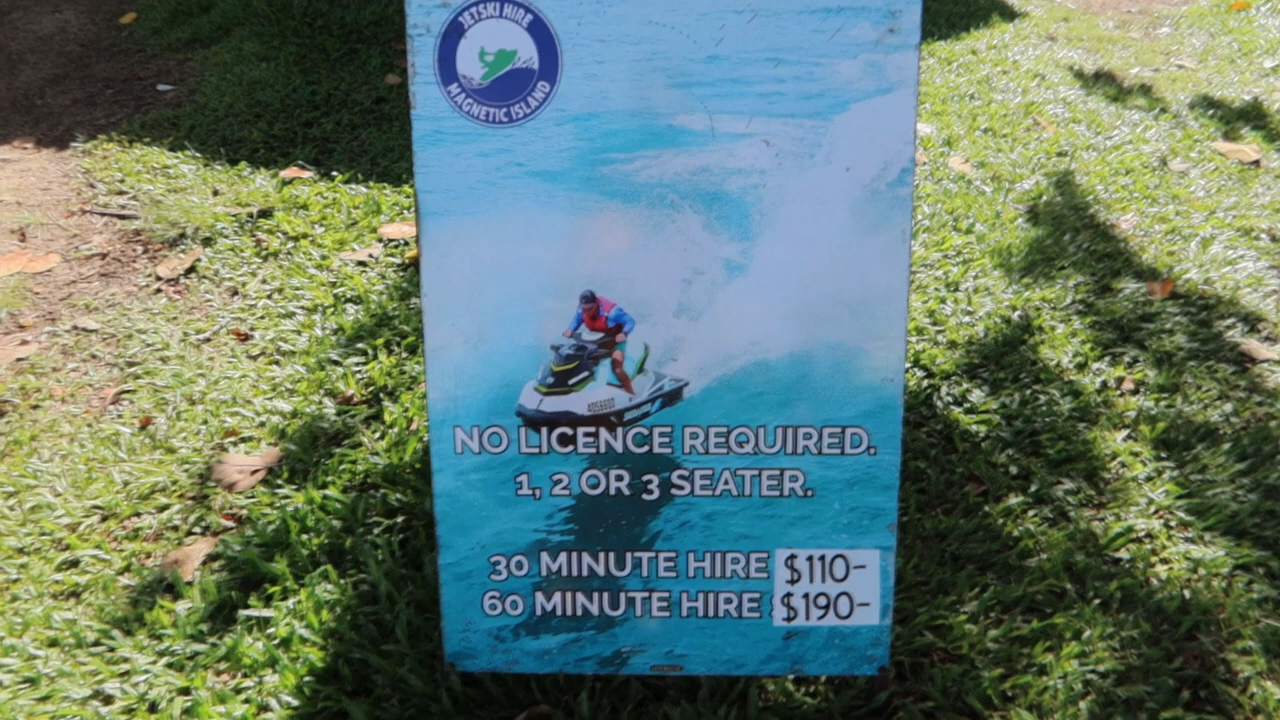 JETSKI HIRE
MAGNETIC ISLAND
NO LICENCE REQUIRED.
1, 2 OR 3 SEATER.
30 MINUTE HIRE $110-
60 MINUTE HIRE $190-